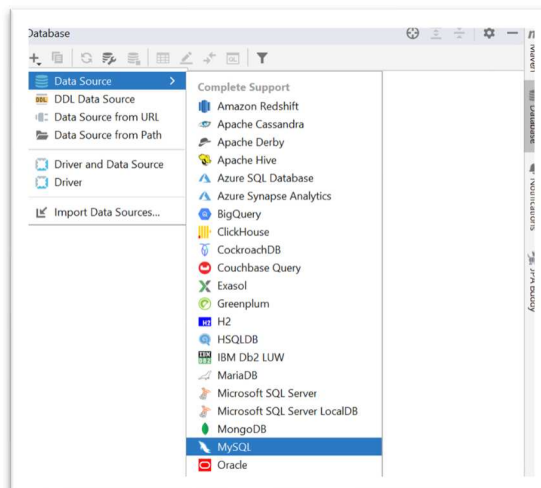 Database
Data Source
DDL Data Source
Data Source from URL
Data Source from Path
Driver and Data Source
Driver
Import Data Sources...
Complete Support
Amazon Redshift
Apache Cassandra
Apache Derby
Apache Hive
Azure SQL Database
Azure Synapse Analytics
BigQuery
ClickHouse
CockroachDB
Couchbase Query
Exasol
Greenplum
H2
HSQLDB
IBM Db2 LUW
MariaDB
Microsoft SQL Server
Microsoft SQL Server LocalDB
MongoDB
MySQL
Oracle
Maven
Database
Notifications
JPA Buddy